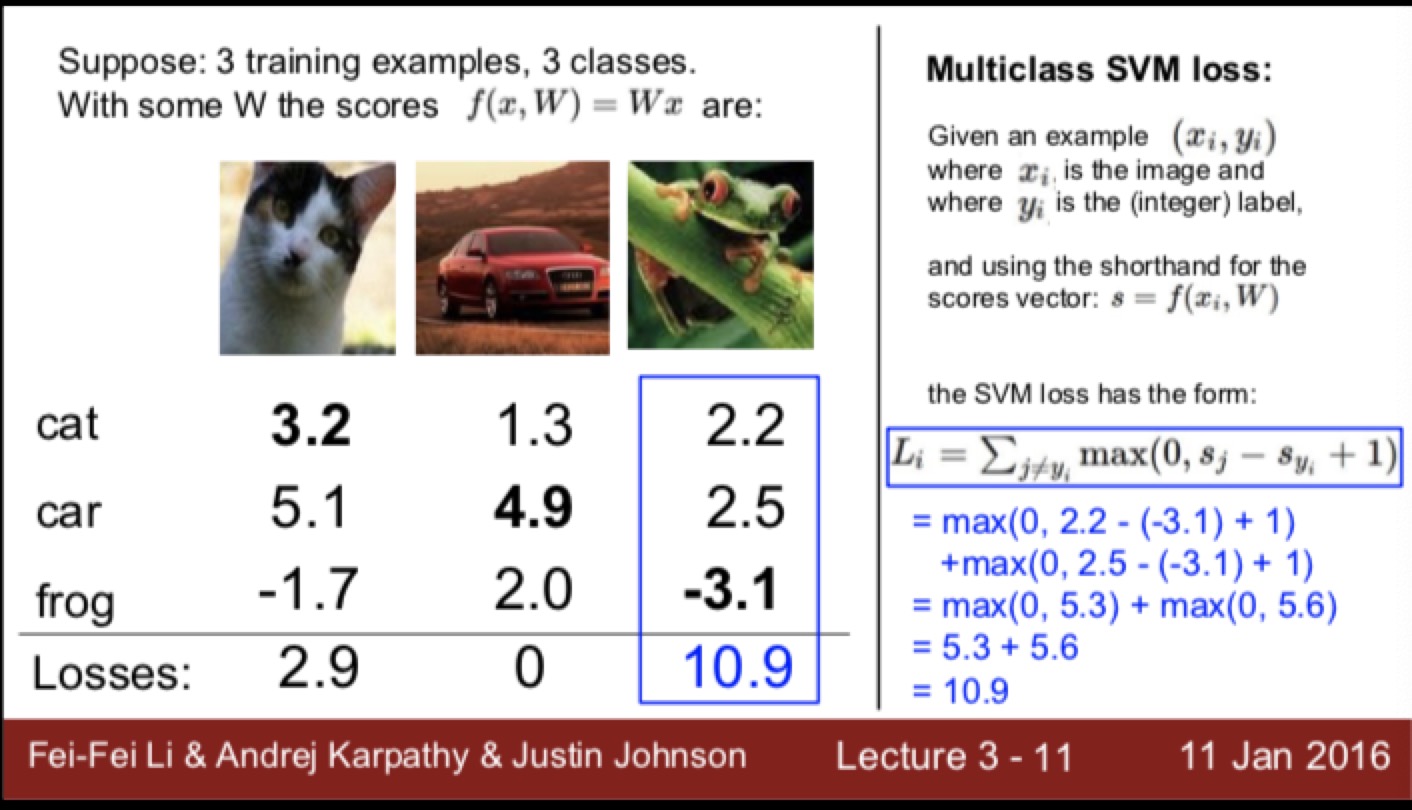 Suppose: 3 training examples, 3 classes.
With some W the scores f(x, W) = Wx are:
cat 3.2 1.3 2.2
car 5.1 4.9 2.5
frog -1.7 2.0 -3.1
Losses: 2.9 0 10.9
Multiclass SVM loss:
Given an example (x_i, y_i)
where x_i is the image and
where y_i is the (integer) label,
and using the shorthand for the
scores vector: s = f(x_i, W)
the SVM loss has the form:
L_i = ∑_{j≠y_i} max(0, s_j − s_{y_i} + 1)
= max(0, 2.2 - (-3.1) + 1)
+max(0, 2.5 - (-3.1) + 1)
= max(0, 5.3) + max(0, 5.6)
= 5.3 + 5.6
= 10.9
Fei-Fei Li & Andrej Karpathy & Justin Johnson Lecture 3 - 11 11 Jan 2016